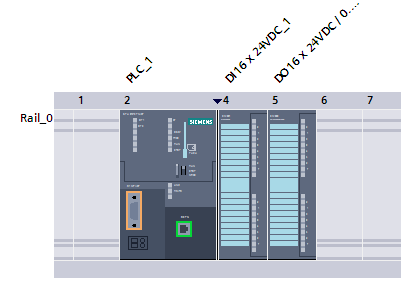 PLC_1
DI16 x 24VDC_1
DO16 x 24VDC / 0....
1 2 4 5 6 7
Rail_0
SIEMENS